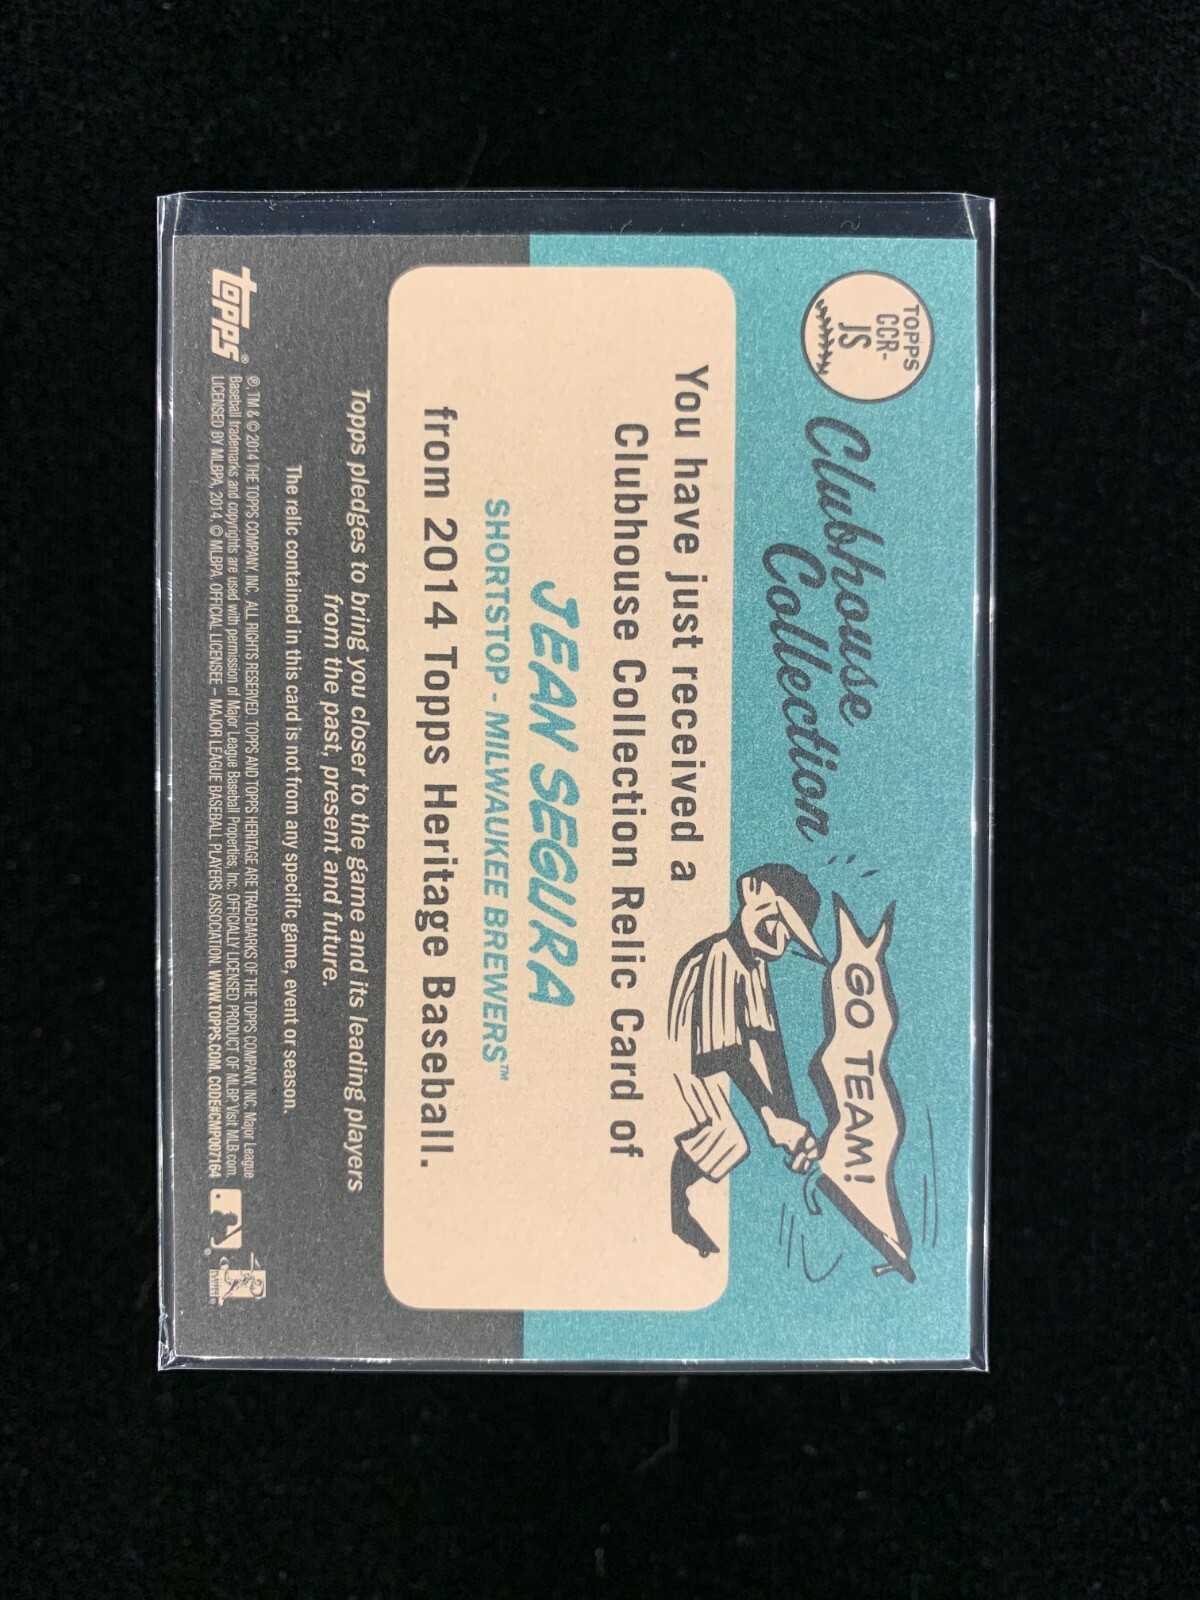 TOPPS
CCR-
JS
Clubhouse
Collection
GO TEAM!
You have just received a
Clubhouse Collection Relic Card of
JEAN SEGURA
SHORTSTOP - MILWAUKEE BREWERS™
from 2014 Topps Heritage Baseball.
Topps pledges to bring you closer to the game and its leading players
from the past, present and future.
The relic contained in this card is not from any specific game, event or season.
topps®
®, TM & © 2014 THE TOPPS COMPANY, INC. ALL RIGHTS RESERVED. TOPPS AND TOPPS HERITAGE ARE TRADEMARKS OF THE TOPPS COMPANY, INC. Major League
Baseball trademarks and copyrights are used with permission of Major League Baseball Properties, Inc. OFFICIALLY LICENSED PRODUCT OF MLBP. Visit MLB.com.
LICENSED BY MLBPA, 2014. © MLBPA. OFFICIAL LICENSEE – MAJOR LEAGUE BASEBALL PLAYERS ASSOCIATION. WWW.TOPPS.COM. CODE#CMP007164